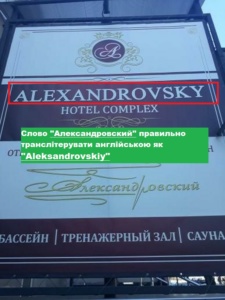 A
ALEXANDROVSKY
HOTEL COMPLEX
Слово "Александровский" правильно
транслітерувати англійською як
"Aleksandrovskiy"
Александровский
БАССЕЙН | ТРЕНАЖЕРНЫЙ ЗАЛ | САУНА